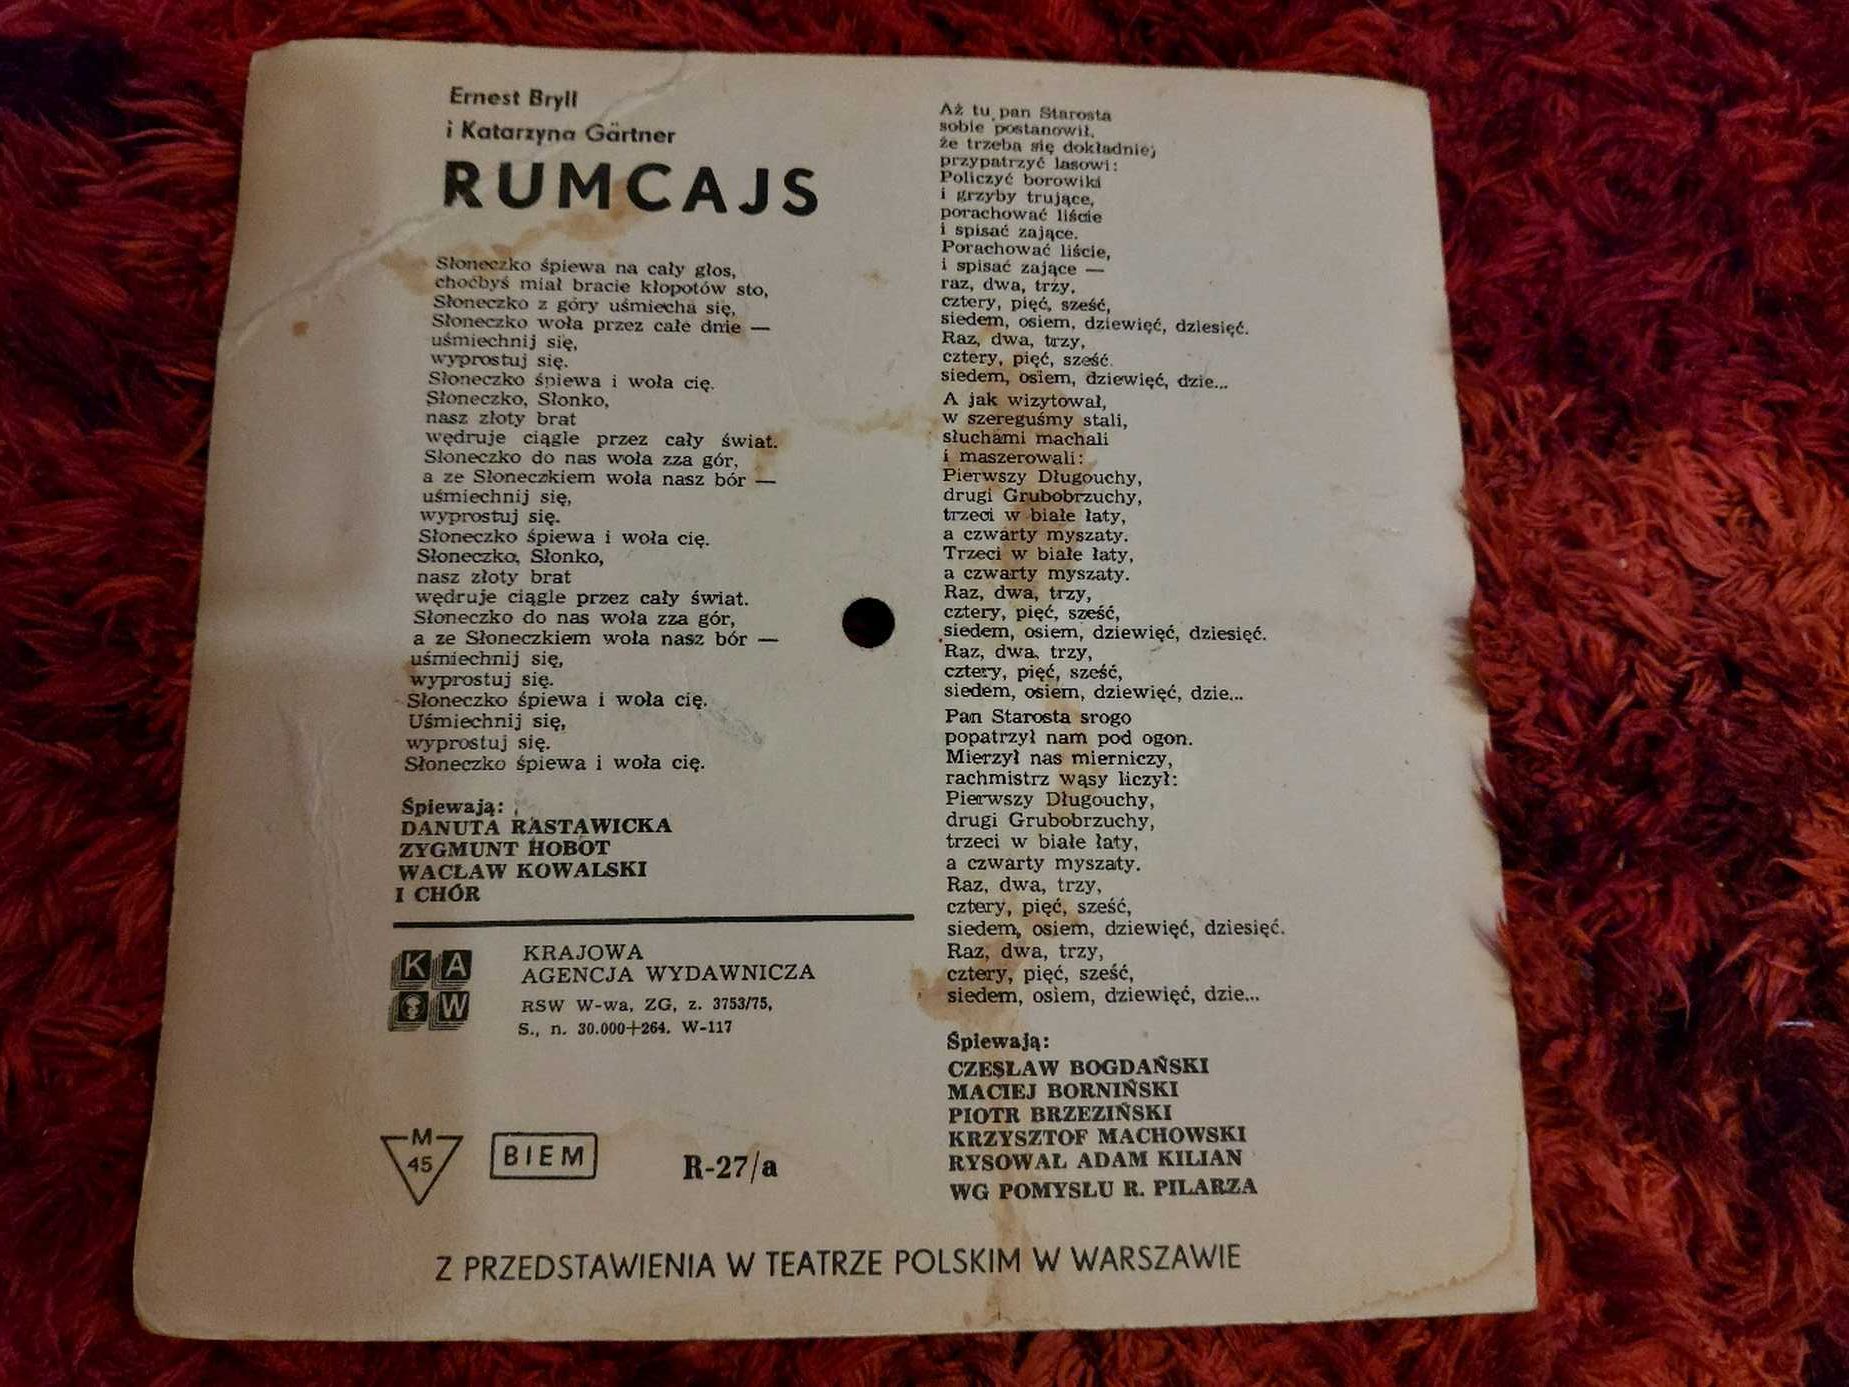 Ernest Bryll
i Katarzyna Gärtner
RUMCAJS
Słoneczko śpiewa na cały głos,
choćbyś miał bracie kłopotów sto,
Słoneczko z góry uśmiecha się,
Słoneczko woła przez całe dnie —
uśmiechnij się,
wyprostuj się.
Słoneczko śpiewa i woła cię.
Słoneczko, Słonko,
nasz złoty brat
wędruje ciągle przez cały świat.
Słoneczko do nas woła zza gór,
a ze Słoneczkiem woła nasz bór —
uśmiechnij się,
wyprostuj się.
Słoneczko śpiewa i woła cię.
Słoneczko, Słonko,
nasz złoty brat
wędruje ciągle przez cały świat.
Słoneczko do nas woła zza gór,
a ze Słoneczkiem woła nasz bór —
uśmiechnij się,
wyprostuj się.
Słoneczko śpiewa i woła cię.
Uśmiechnij się,
wyprostuj się.
Słoneczko śpiewa i woła cię.
Śpiewają:
DANUTA RASTAWICKA
ZYGMUNT HOBOT
WACŁAW KOWALSKI
I CHÓR
KAW
KRAJOWA
AGENCJA WYDAWNICZA
RSW W-wa, ZG, z. 3753/75,
S., n. 30.000+264. W-117
M
45
BIEM
R-27/a
Aż tu pan Starosta
sobie postanowił,
że trzeba się dokładniej
przypatrzyć lasowi:
Policzyć borowiki
i grzyby trujące,
porachować liście
i spisać zające.
Porachować liście,
i spisać zające —
raz, dwa, trzy,
cztery, pięć, sześć,
siedem, osiem, dziewięć, dziesięć.
Raz, dwa, trzy,
cztery, pięć, sześć.
siedem, osiem, dziewięć, dzie...
A jak wizytował,
w szereguśmy stali,
słuchami machali
i maszerowali:
Pierwszy Długouchy,
drugi Grubobrzuchy,
trzeci w białe łaty,
a czwarty myszaty.
Trzeci w białe łaty,
a czwarty myszaty.
Raz, dwa, trzy,
cztery, pięć, sześć,
siedem, osiem, dziewięć, dziesięć.
Raz, dwa, trzy,
cztery, pięć, sześć,
siedem, osiem, dziewięć, dzie...
Pan Starosta srogo
popatrzył nam pod ogon.
Mierzył nas mierniczy,
rachmistrz wąsy liczył:
Pierwszy Długouchy,
drugi Grubobrzuchy,
trzeci w białe łaty,
a czwarty myszaty.
Raz, dwa, trzy,
cztery, pięć, sześć,
siedem, osiem, dziewięć, dziesięć.
Raz, dwa, trzy,
cztery, pięć, sześć,
siedem, osiem, dziewięć, dzie...
Śpiewają:
CZESŁAW BOGDAŃSKI
MACIEJ BORNIŃSKI
PIOTR BRZEZIŃSKI
KRZYSZTOF MACHOWSKI
RYSOWAŁ ADAM KILIAN
WG POMYSŁU R. PILARZA
Z PRZEDSTAWIENIA W TEATRZE POLSKIM W WARSZAWIE